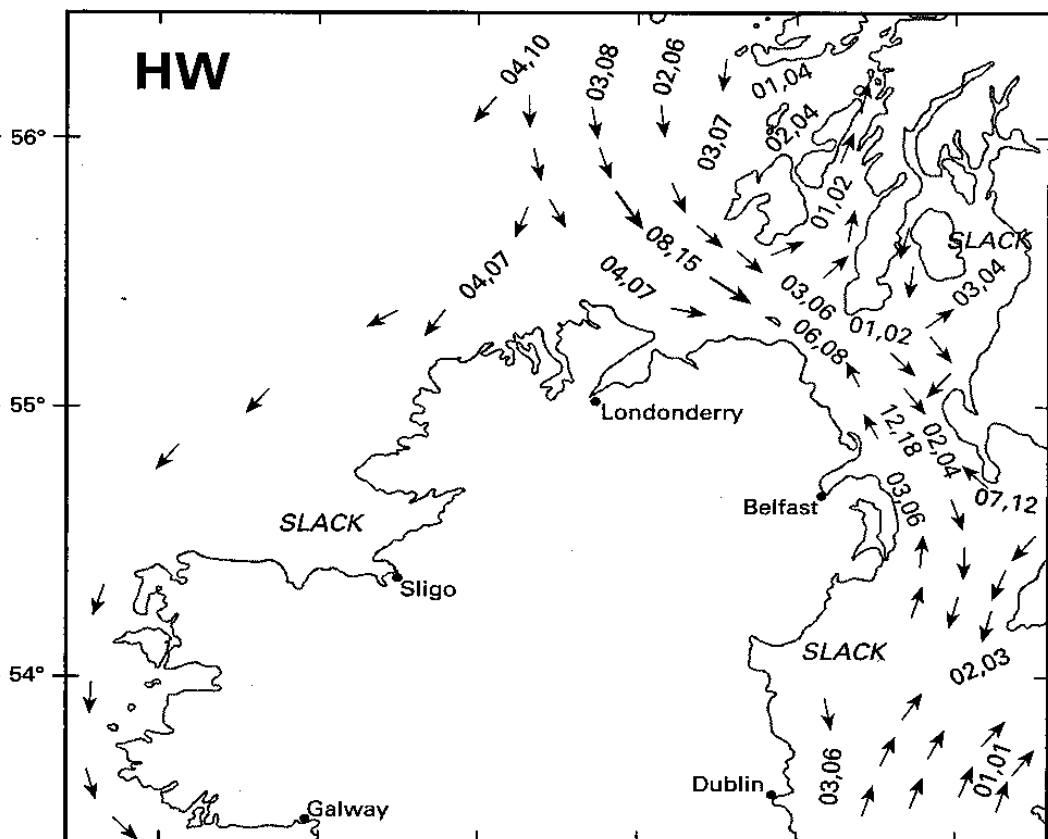 HW
04,10
03,08
02,06
01,04
02,04
03,07
56°
01,02
SLACK
08,15
04,07
04,07
03,04
03,06
01,02
06,08
55°
Londonderry
12,18
02,04
03,06
Belfast
07,12
SLACK
Sligo
SLACK
54°
02,03
03,06
01,01
Dublin
Galway